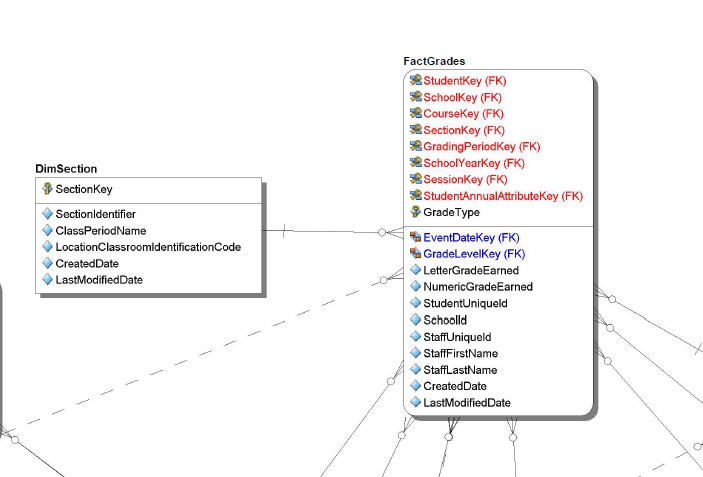 FactGrades
StudentKey (FK)
SchoolKey (FK)
CourseKey (FK)
SectionKey (FK)
GradingPeriodKey (FK)
SchoolYearKey (FK)
SessionKey (FK)
StudentAnnualAttributeKey (FK)
GradeType
EventDateKey (FK)
GradeLevelKey (FK)
LetterGradeEarned
NumericGradeEarned
StudentUniqueId
SchoolId
StaffUniqueId
StaffFirstName
StaffLastName
CreatedDate
LastModifiedDate
DimSection
SectionKey
SectionIdentifier
ClassPeriodName
LocationClassroomIdentificationCode
CreatedDate
LastModifiedDate